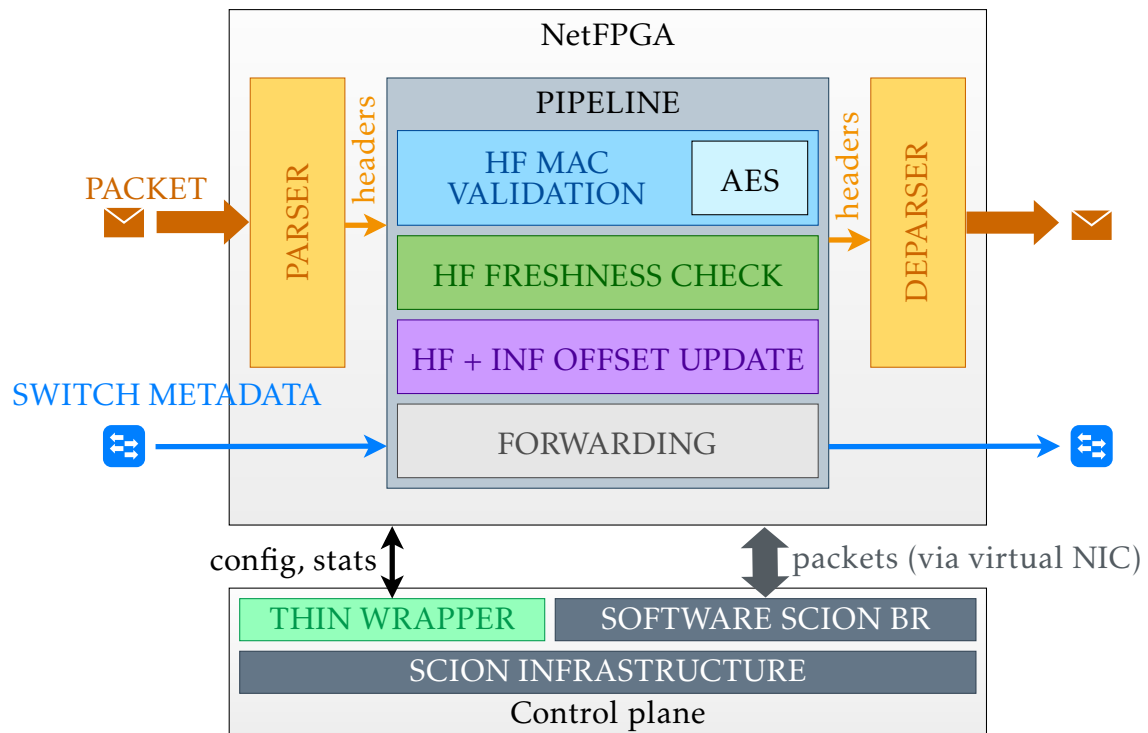 NetFPGA
PIPELINE
headers
headers
HF MAC
VALIDATION
AES
PACKET
PARSER
DEPARSER
HF FRESHNESS CHECK
HF + INF OFFSET UPDATE
SWITCH METADATA
FORWARDING
config, stats
packets (via virtual NIC)
THIN WRAPPER
SOFTWARE SCION BR
SCION INFRASTRUCTURE
Control plane